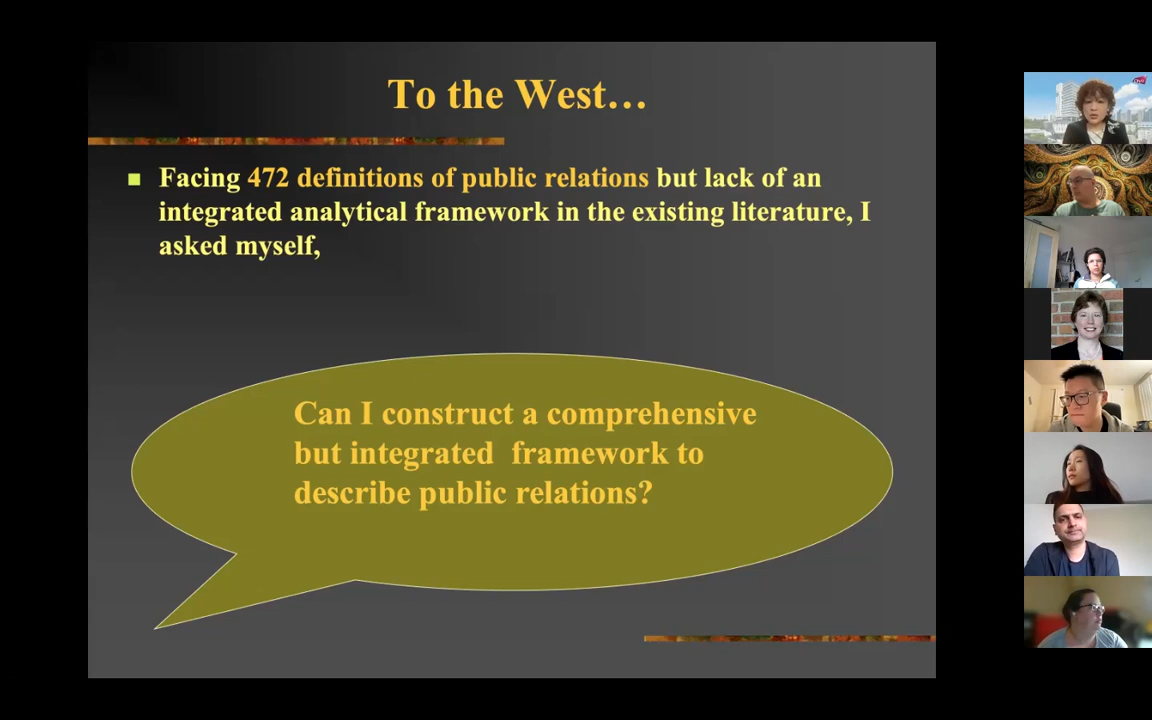 To the West…
Facing 472 definitions of public relations but lack of an
integrated analytical framework in the existing literature, I
asked myself,
Can I construct a comprehensive
but integrated framework to
describe public relations?